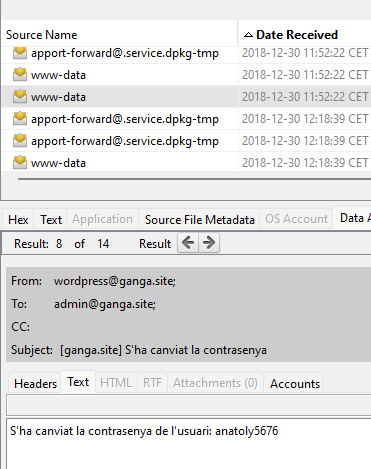 Source Name Date Received
apport-forward@.service.dpkg-tmp 2018-12-30 11:52:22 CET
www-data 2018-12-30 11:52:22 CET
www-data 2018-12-30 11:52:22 CET
apport-forward@.service.dpkg-tmp 2018-12-30 12:18:39 CET
apport-forward@.service.dpkg-tmp 2018-12-30 12:18:39 CET
www-data 2018-12-30 12:18:39 CET
Hex Text Application Source File Metadata OS Account Data A
Result: 8 of 14 Result
From: wordpress@ganga.site;
To: admin@ganga.site;
CC:
Subject: [ganga.site] S'ha canviat la contrasenya
Headers Text HTML RTF Attachments (0) Accounts
S'ha canviat la contrasenya de l'usuari: anatoly5676